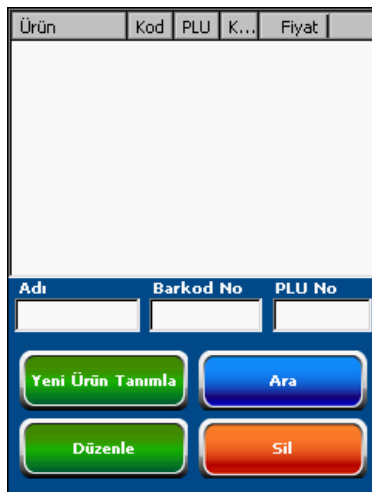 Ürün Kod PLU K... Fiyat
Adı Barkod No PLU No
Yeni Ürün Tanımla Ara
Düzenle Sil